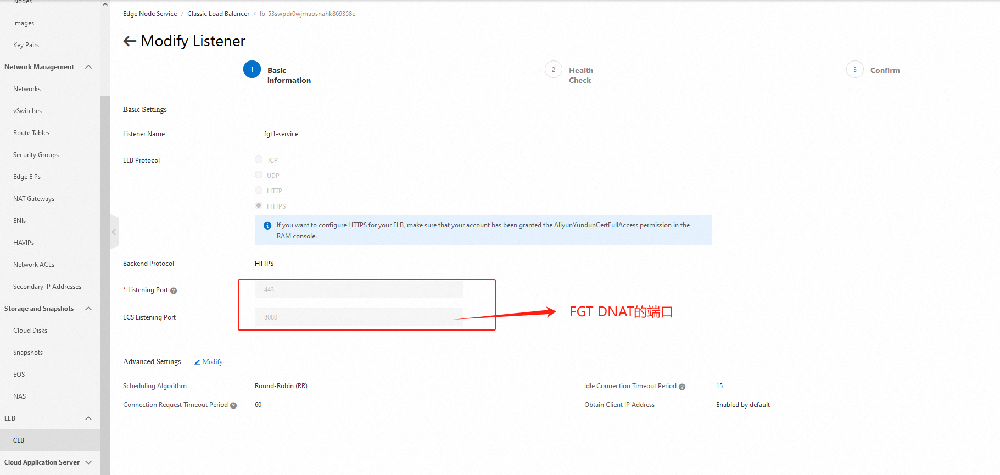 Nodes
Images
Key Pairs
Network Management
Networks
vSwitches
Route Tables
Security Groups
Edge EIPs
NAT Gateways
ENIs
HAVIPs
Network ACLs
Secondary IP Addresses
Storage and Snapshots
Cloud Disks
Snapshots
EOS
NAS
ELB
CLB
Cloud Application Server
Edge Node Service / Classic Load Balancer / lb-53swpdr0wjmaosnahk869358e
Modify Listener
1 Basic Information
2 Health Check
3 Confirm
Basic Settings
Listener Name fgt1-service
ELB Protocol TCP
UDP
HTTP
HTTPS
If you want to configure HTTPS for your ELB, make sure that your account has been granted the AliyunYundunCertFullAccess permission in the
RAM console.
Backend Protocol HTTPS
* Listening Port ? 443
ECS Listening Port 8080
FGT DNAT的端口
Advanced Settings Modify
Scheduling Algorithm Round-Robin (RR) Idle Connection Timeout Period ? 15
Connection Request Timeout Period ? 60 Obtain Client IP Address Enabled by default